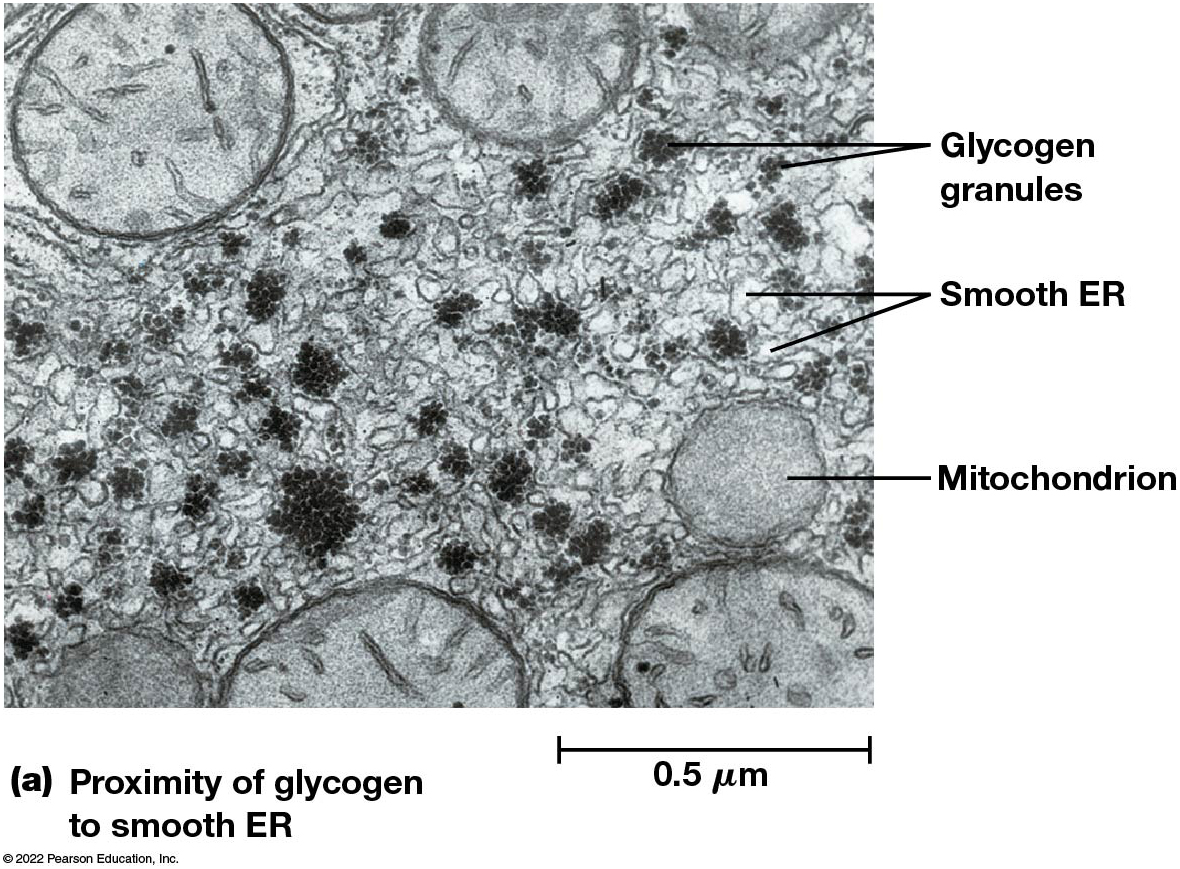 Glycogen
granules
Smooth ER
Mitochondrion
0.5 μm
(a) Proximity of glycogen
to smooth ER
© 2022 Pearson Education, Inc.